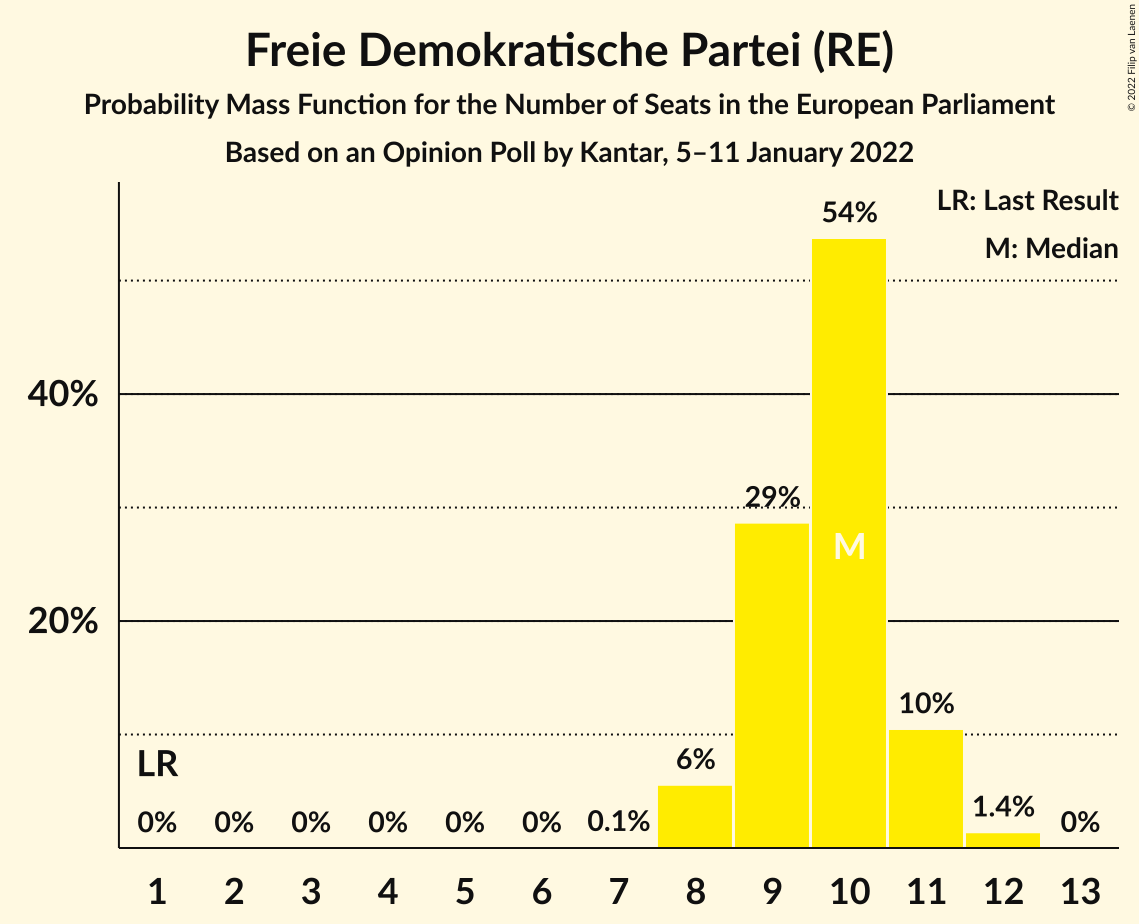 Freie Demokratische Partei (RE)
Probability Mass Function for the Number of Seats in the European Parliament
Based on an Opinion Poll by Kantar, 5–11 January 2022
© 2022 Filip van Laenen
LR: Last Result
M: Median
54%
40%
29%
M
20%
10%
LR
6%
1.4%
0% 0% 0% 0% 0% 0% 0.1% 0%
1 2 3 4 5 6 7 8 9 10 11 12 13